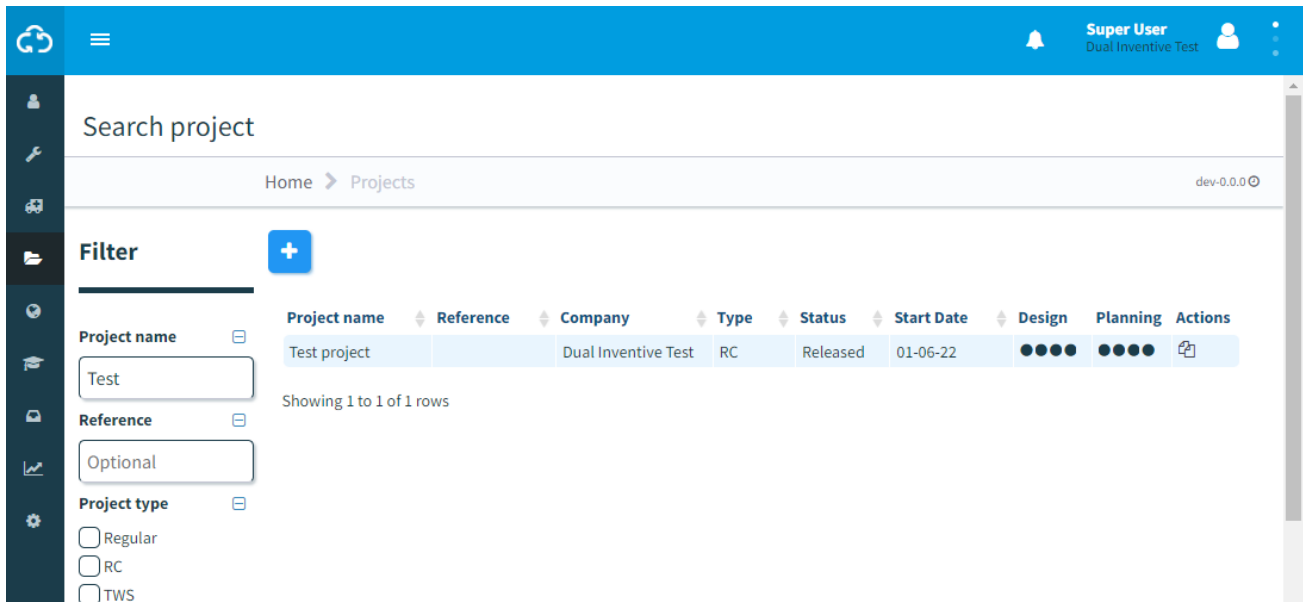 Super User
Dual Inventive Test
Search project
Home Projects
dev-0.0.0
Filter
Project name
Test
Reference
Optional
Project type
Regular
RC
TWS
Project name Reference Company Type Status Start Date Design Planning Actions
Test project Dual Inventive Test RC Released 01-06-22
Showing 1 to 1 of 1 rows